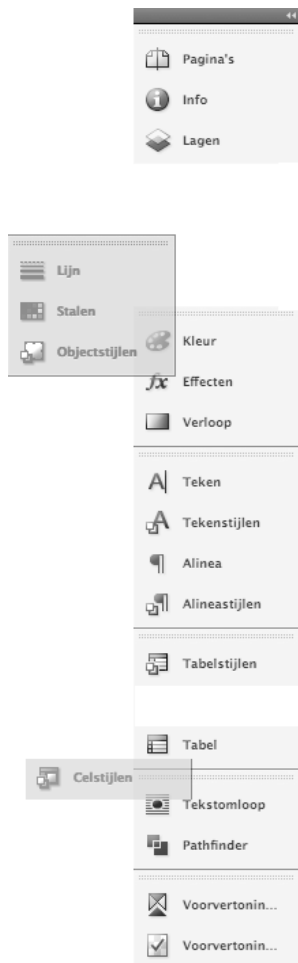 Pagina's
Info
Lagen
Lijn
Stalen
Objectstijlen
Kleur
Effecten
Verloop
Teken
Tekenstijlen
Alinea
Alineastijlen
Tabelstijlen
Tabel
Celstijlen
Tekstomloop
Pathfinder
Voorvertonin...
Voorvertonin...